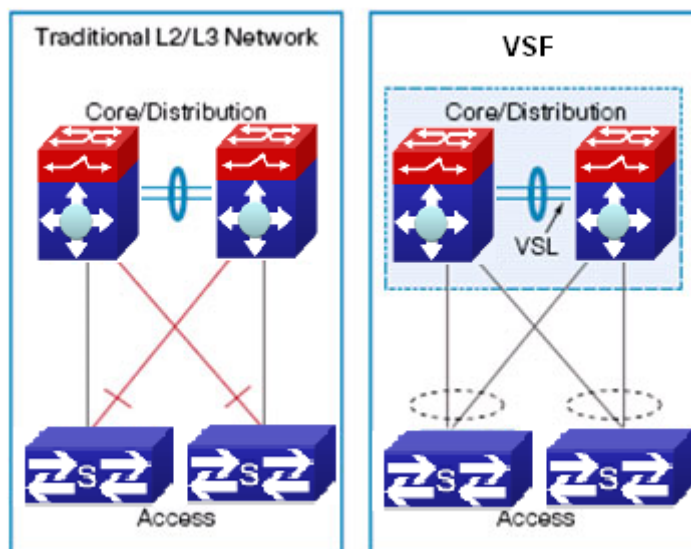 Traditional L2/L3 Network
Core/Distribution
S
S
Access
VSF
Core/Distribution
VSL
S
S
Access